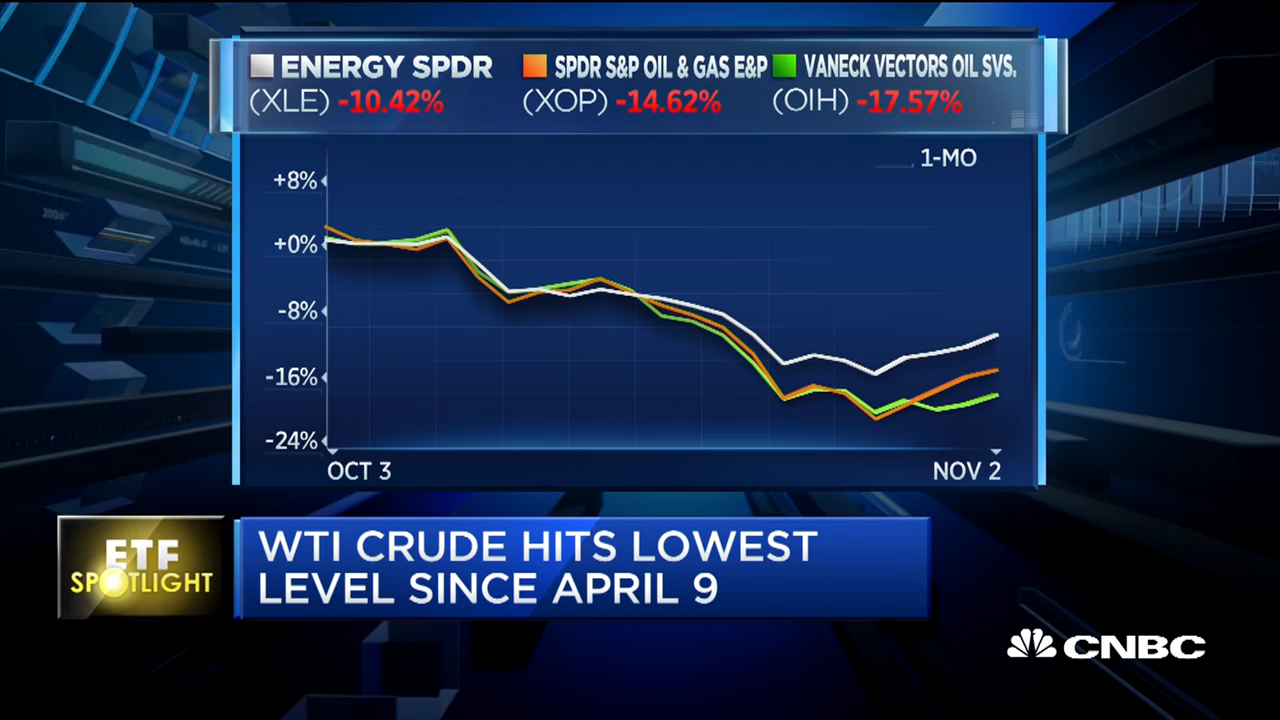 ENERGY SPDR
(XLE) -10.42%
SPDR S&P OIL & GAS E&P
(XOP) -14.62%
VANECK VECTORS OIL SVS.
(OIH) -17.57%
1-MO
+8%
+0%
-8%
-16%
-24%
OCT 3
NOV 2
ETF
SPOTLIGHT
WTI CRUDE HITS LOWEST
LEVEL SINCE APRIL 9
CNBC